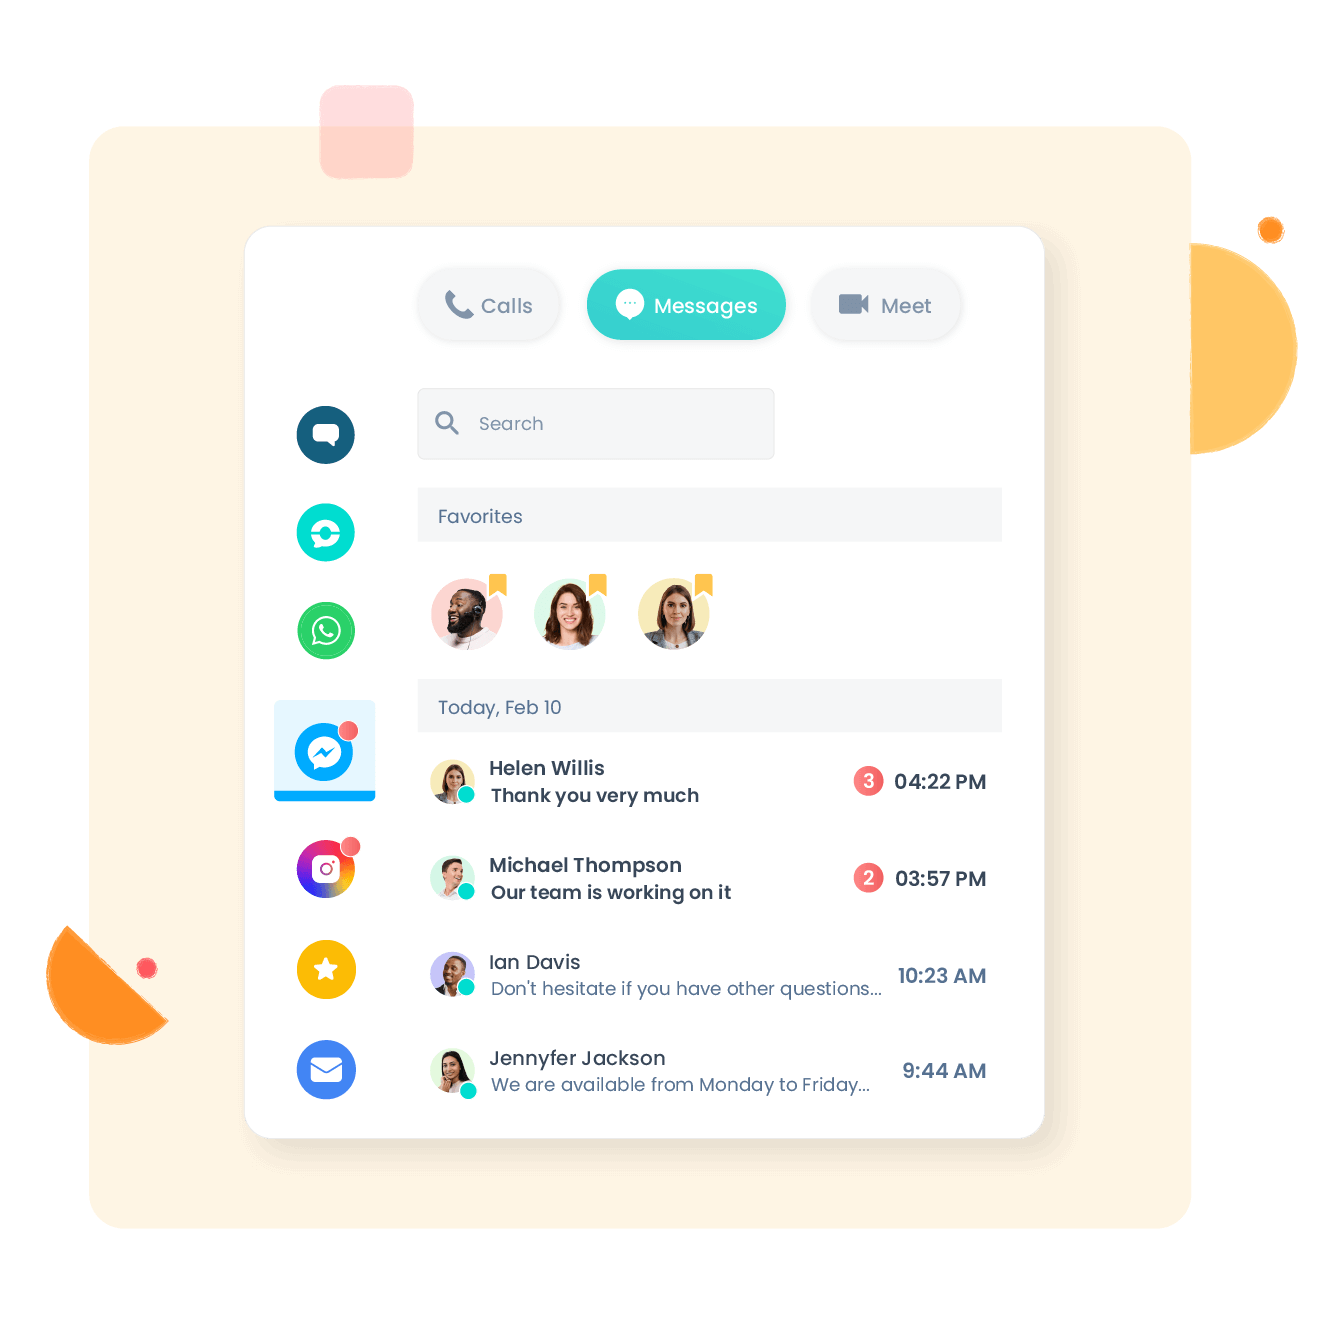 Calls
Messages
Meet
Search
Favorites
Today, Feb 10
Helen Willis
Thank you very much
3
04:22 PM
Michael Thompson
Our team is working on it
2
03:57 PM
Ian Davis
Don't hesitate if you have other questions...
10:23 AM
Jennyfer Jackson
We are available from Monday to Friday...
9:44 AM